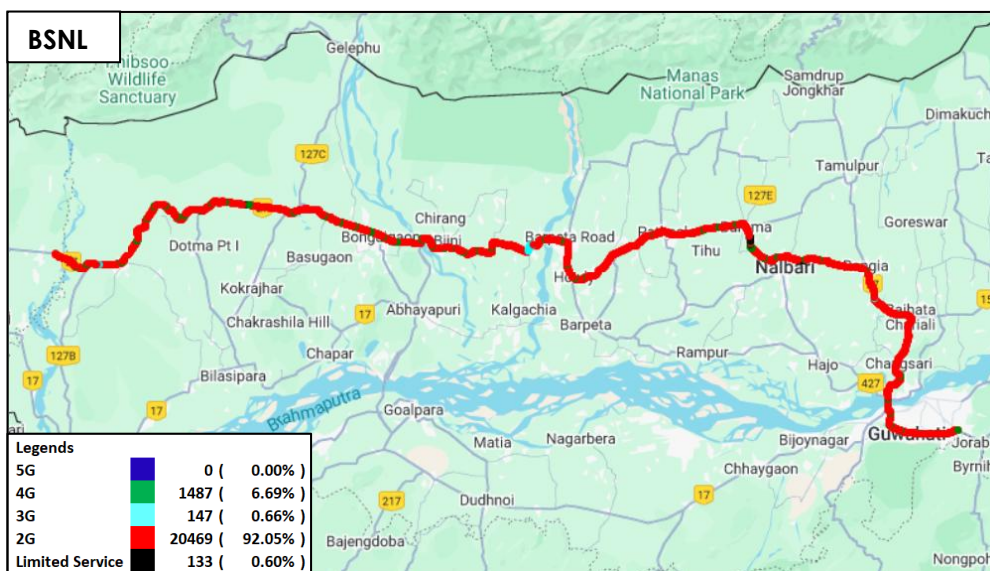 BSNL
Gelephu
Phibsoo
Wildlife
Sanctuary
Manas
National Park
Samdrup
Jongkhar
Dimakuch
127C
Tamulpur
127E
Chirang
Goreswar
Dotma Pt I
Bijni
Barpeta Road
Tihu
Basugaon
Nalbari
Kokrajhar
Abhayapuri
Kalgachia
Chakrashila Hill
17
Barpeta
Baihata
Chariali
15
127B
Chapar
Rampur
Hajo
Changsari
17
Bilasipara
427
17
Brahmaputra
Goalpara
Guwahati
Matia
Nagarbera
Bijoynagar
Jorab
Byrnih
Chhaygaon
217
Dudhnoi
17
Bajengdoba
Nongpoh
Legends
5G 0 ( 0.00% )
4G 1487 ( 6.69% )
3G 147 ( 0.66% )
2G 20469 ( 92.05% )
Limited Service 133 ( 0.60% )